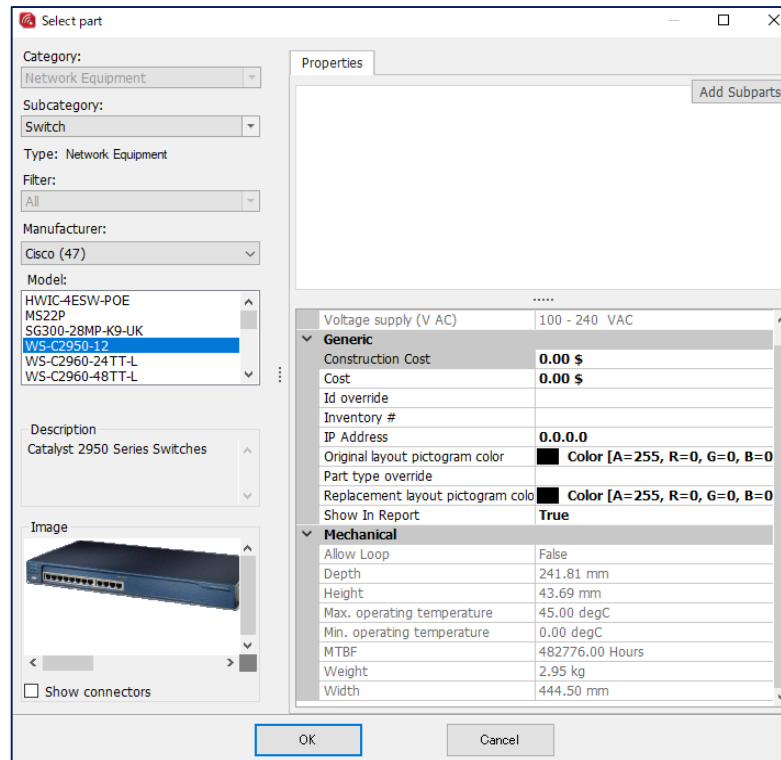 Select part
Category:
Network Equipment
Subcategory:
Switch
Type: Network Equipment
Filter:
All
Manufacturer:
Cisco (47)
Model:
HWIC-4ESW-POE
MS22P
SG300-28MP-K9-UK
WS-C2950-12
WS-C2960-24TT-L
WS-C2960-48TT-L
Description
Catalyst 2950 Series Switches
Image
Show connectors
Properties
Add Subparts
Voltage supply (V AC) 100 - 240 VAC
Generic
Construction Cost 0.00 $
Cost 0.00 $
Id override
Inventory #
IP Address 0.0.0.0
Original layout pictogram color Color [A=255, R=0, G=0, B=0
Part type override
Replacement layout pictogram colo Color [A=255, R=0, G=0, B=0
Show In Report True
Mechanical
Allow Loop False
Depth 241.81 mm
Height 43.69 mm
Max. operating temperature 45.00 degC
Min. operating temperature 0.00 degC
MTBF 482776.00 Hours
Weight 2.95 kg
Width 444.50 mm
OK Cancel